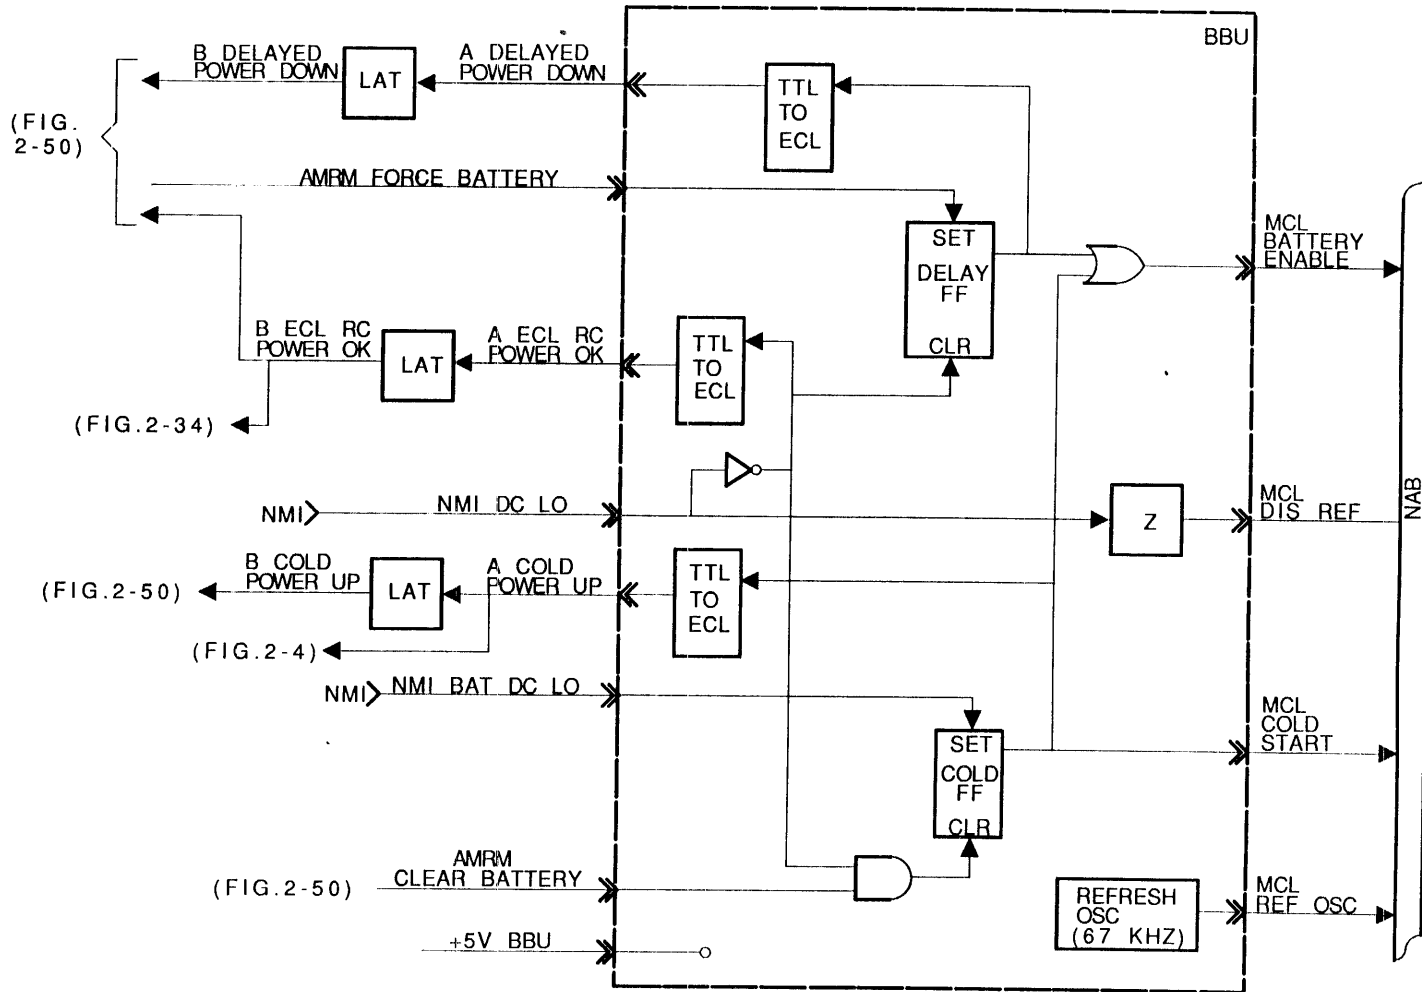 BBU
B DELAYED
POWER DOWN
LAT
A DELAYED
POWER DOWN
TTL
TO
ECL
(FIG.
2-50)
AMRM FORCE BATTERY
SET
DELAY
FF
CLR
MCL
BATTERY
ENABLE
B ECL RC
POWER OK
LAT
A ECL RC
POWER OK
TTL
TO
ECL
(FIG.2-34)
NMI
NMI DC LO
Z
MCL
DIS REF
NAB
B COLD
POWER UP
LAT
A COLD
POWER UP
TTL
TO
ECL
(FIG.2-50)
(FIG.2-4)
NMI
NMI BAT DC LO
SET
COLD
FF
CLR
MCL
COLD
START
AMRM
CLEAR BATTERY
(FIG.2-50)
REFRESH
OSC
(67 KHZ)
MCL
REF OSC
+5V BBU